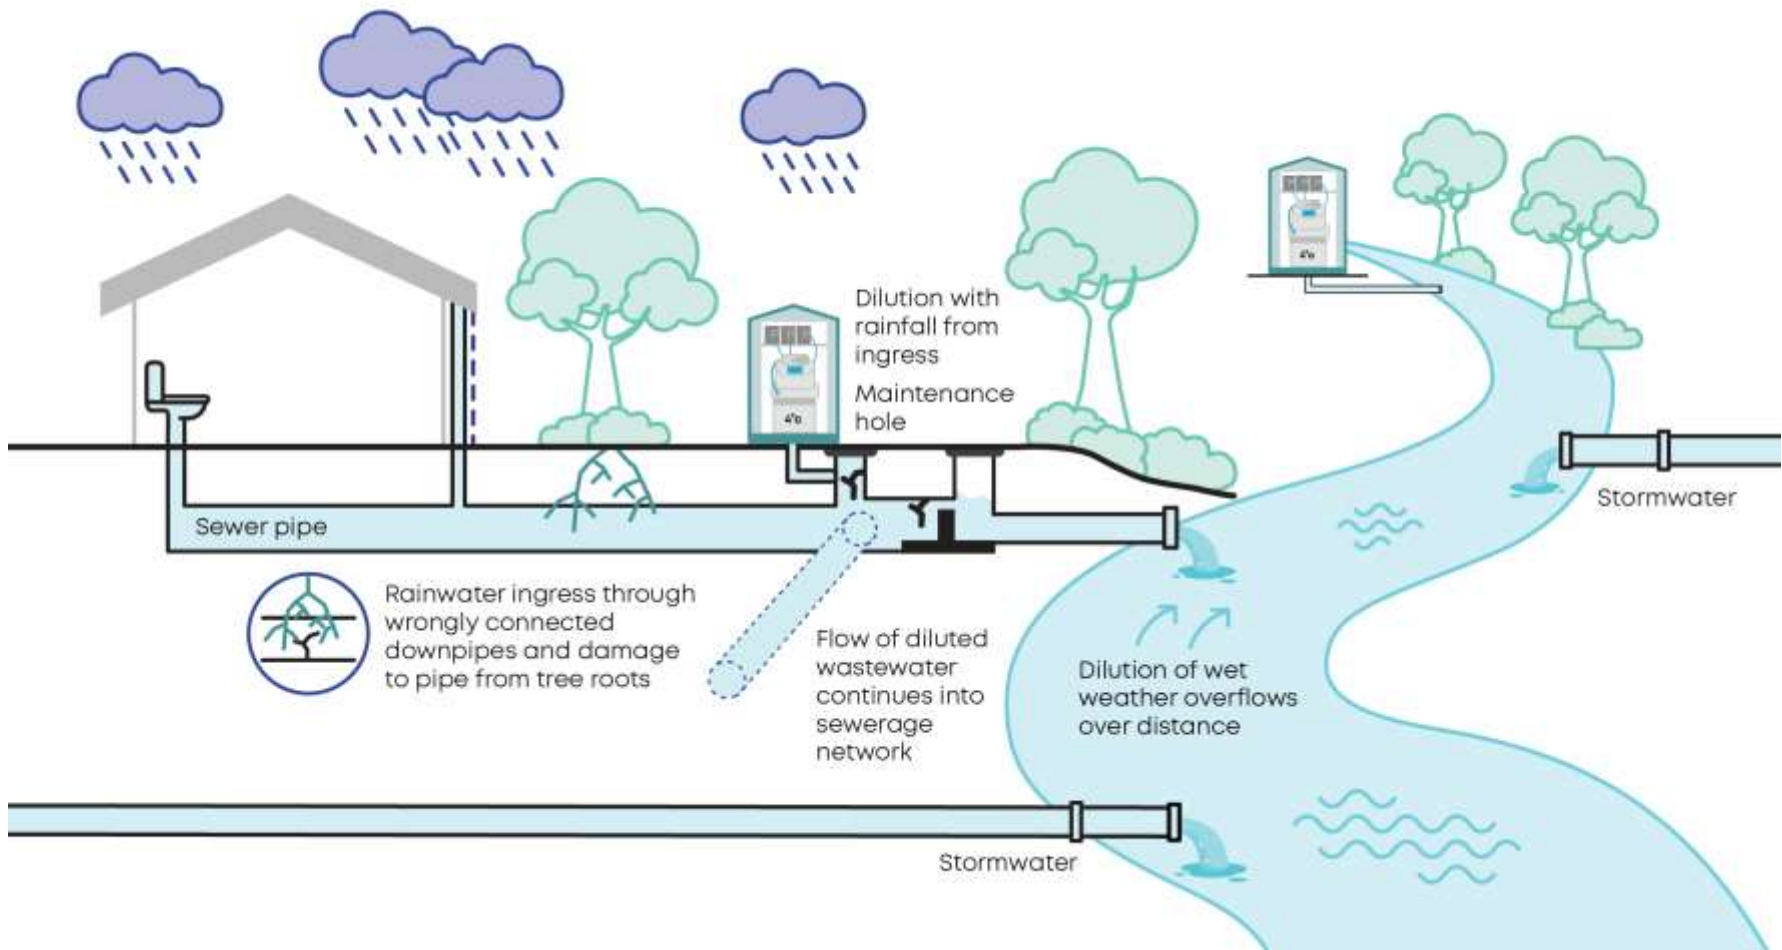 Dilution with
rainfall from
ingress
Maintenance
hole
4°c
4°c
Stormwater
Sewer pipe
Rainwater ingress through
wrongly connected
downpipes and damage
to pipe from tree roots
Flow of diluted
wastewater
continues into
sewerage
network
Dilution of wet
weather overflows
over distance
Stormwater